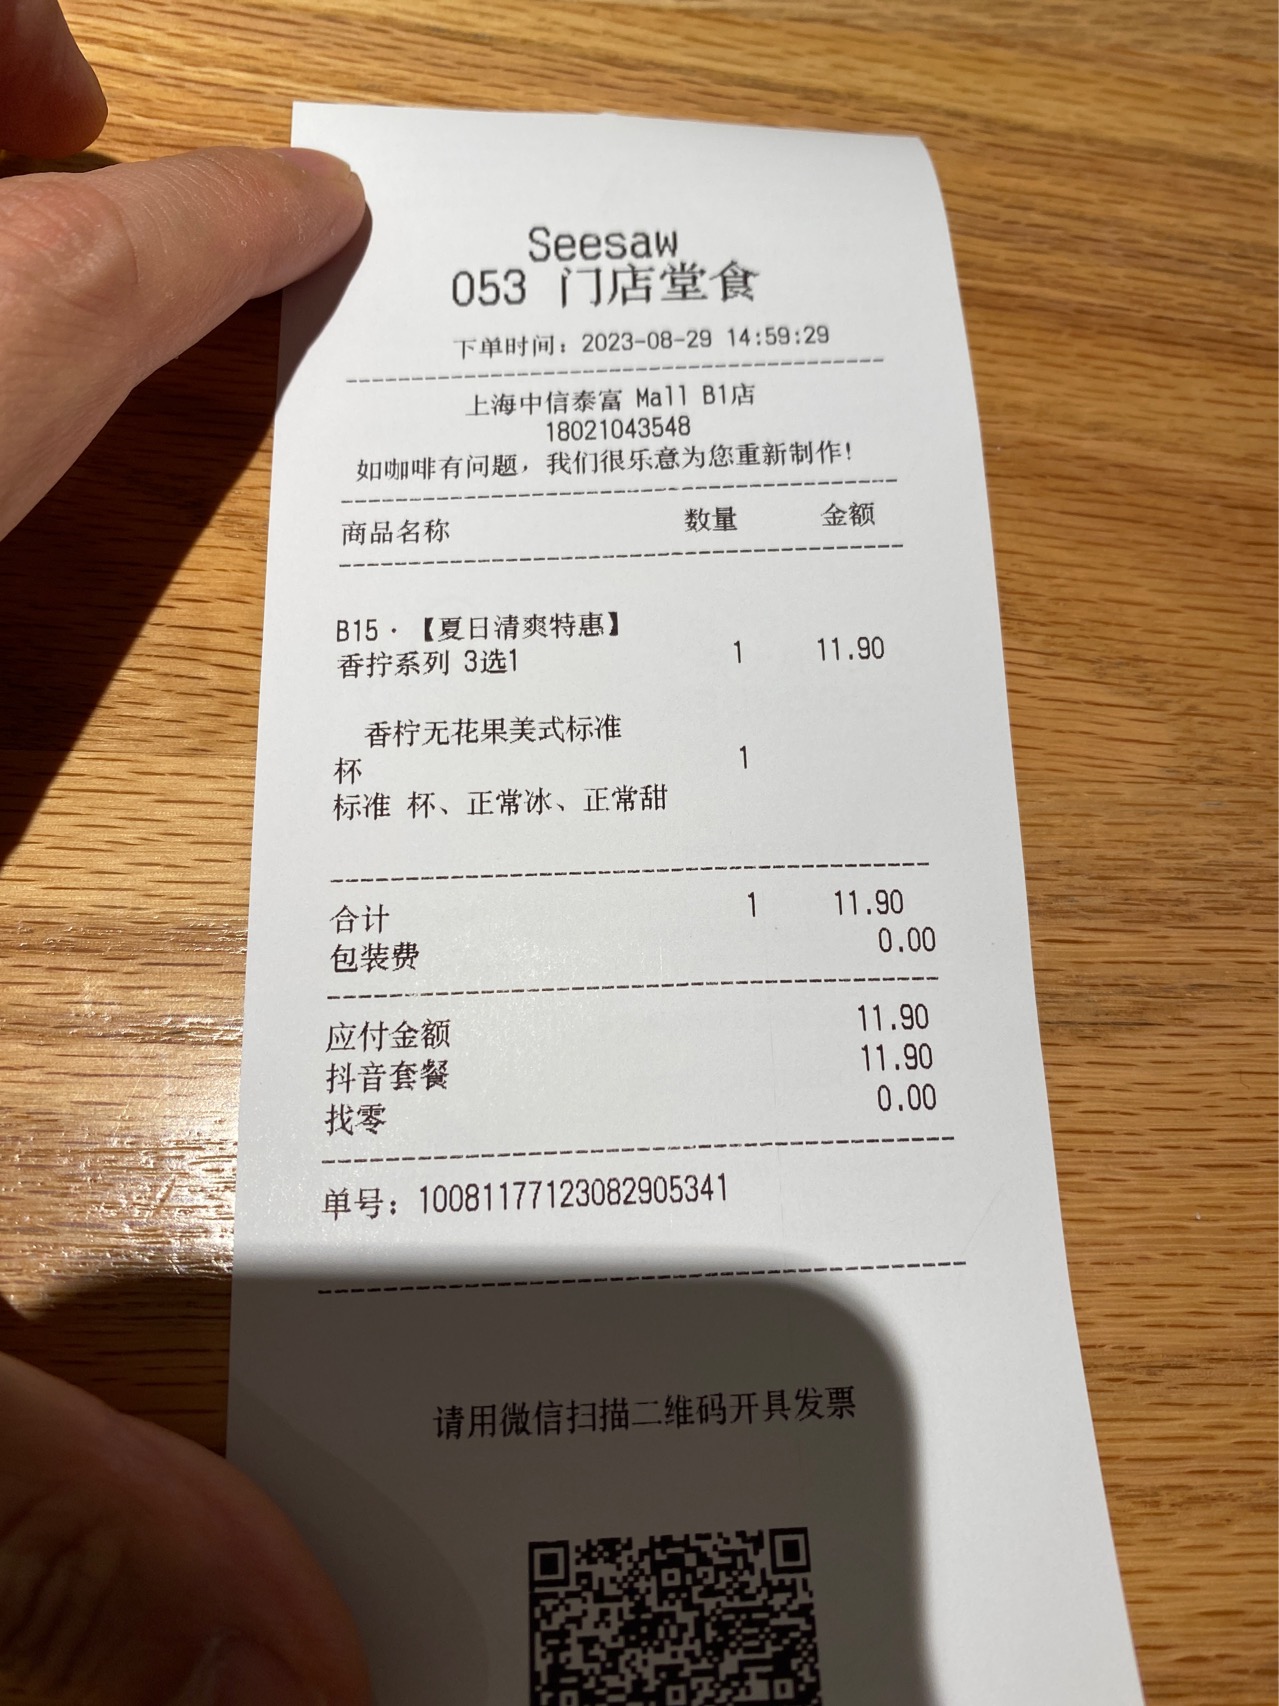 Seesaw
053 门店堂食
下单时间：2023-08-29 14:59:29
上海中信泰富 Mall B1店
18021043548
如咖啡有问题，我们很乐意为您重新制作！
商品名称 数量 金额
B15·【夏日清爽特惠】
香拧系列 3选1 1 11.90
香柠无花果美式标准
杯 1
标准 杯、正常冰、正常甜
合计 1 11.90
包装费 0.00
应付金额 11.90
抖音套餐 11.90
找零 0.00
单号：10081177123082905341
请用微信扫描二维码开具发票